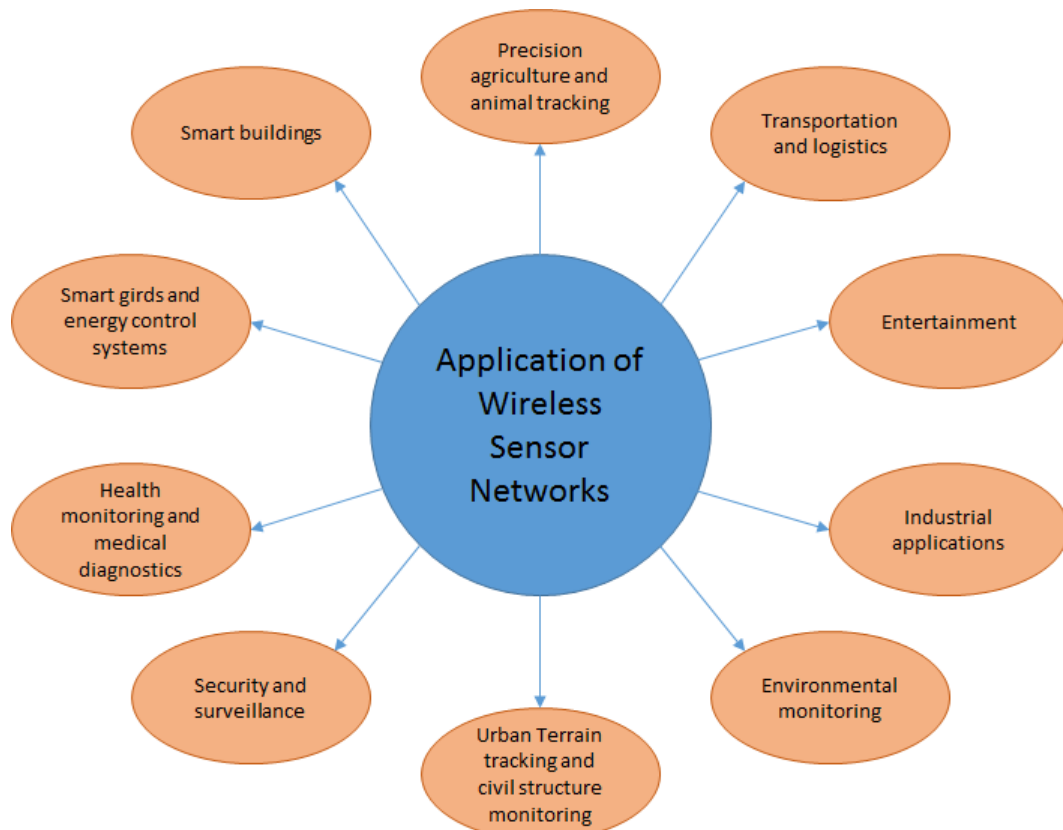 Precision
agriculture and
animal tracking
Smart buildings
Transportation
and logistics
Smart girds and
energy control
systems
Entertainment
Application of
Wireless
Sensor
Networks
Health
monitoring and
medical
diagnostics
Industrial
applications
Security and
surveillance
Environmental
monitoring
Urban Terrain
tracking and
civil structure
monitoring